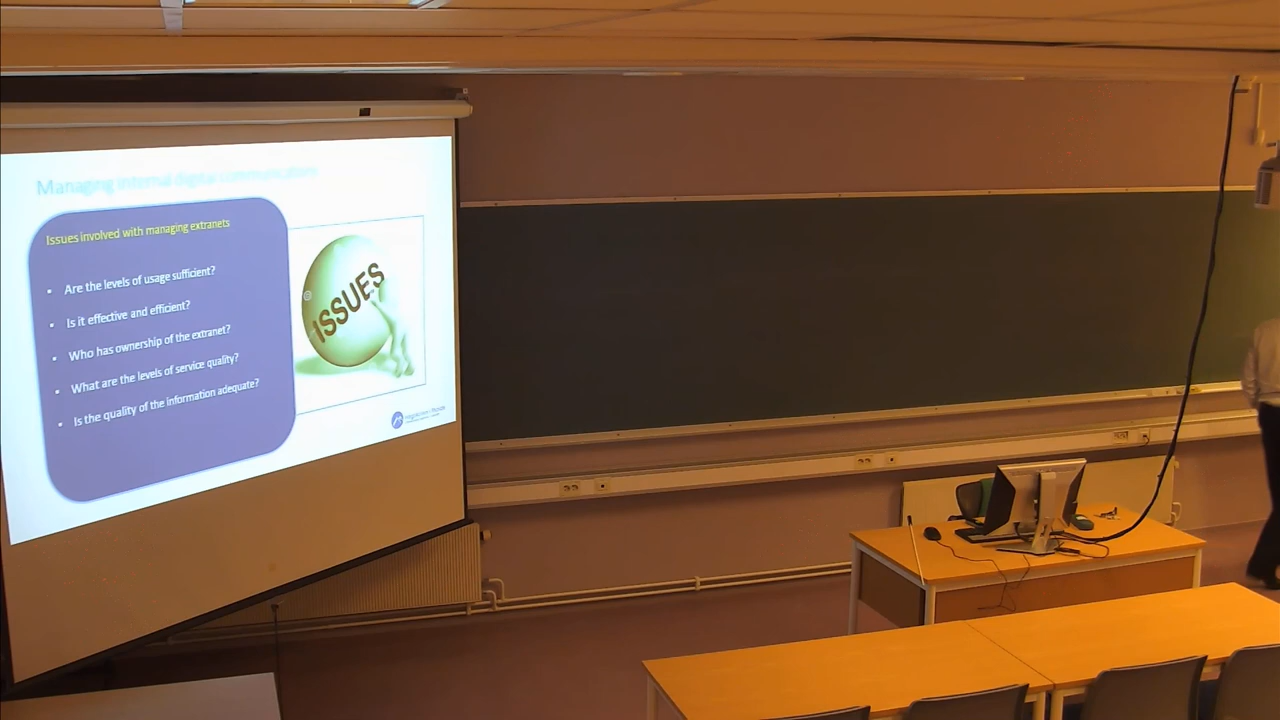 Managing internal digital communications
Issues involved with managing extranets
• Are the levels of usage sufficient?
• Is it effective and efficient?
• Who has ownership of the extranet?
• What are the levels of service quality?
• Is the quality of the information adequate?
ISSUES
Høgskolen i Molde